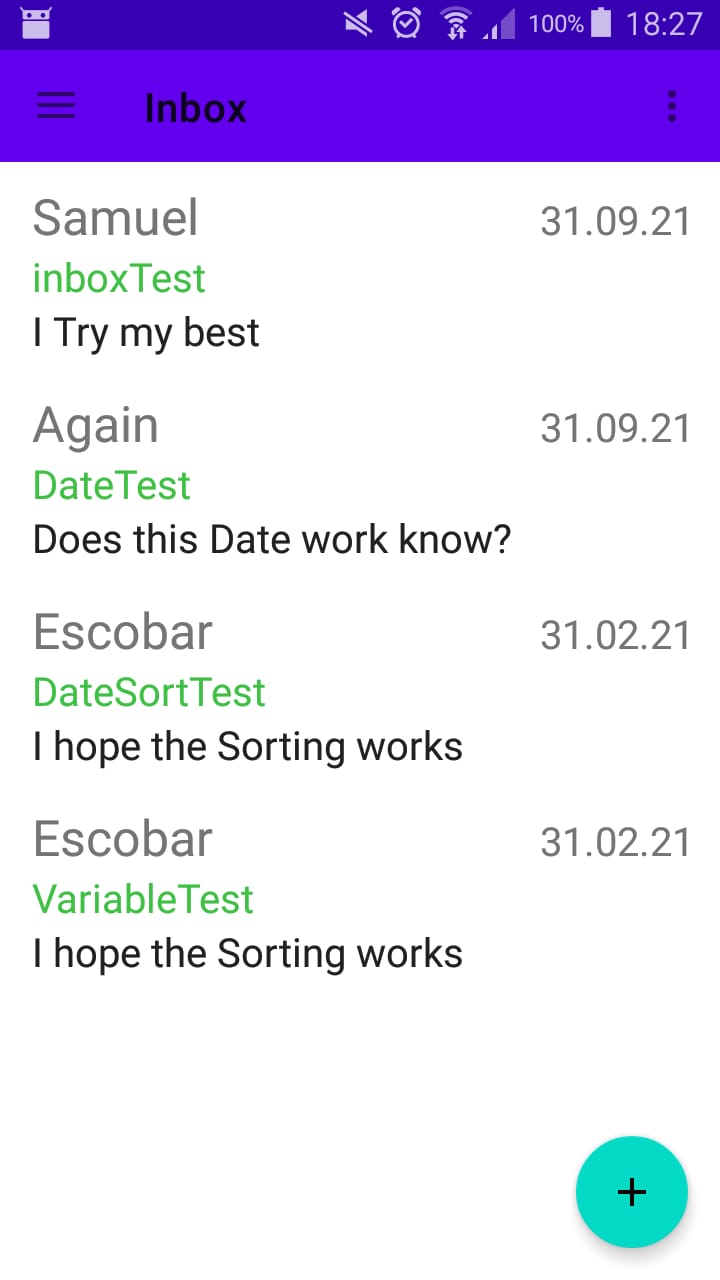 100% 18:27
Inbox
Samuel 31.09.21
inboxTest
I Try my best
Again 31.09.21
DateTest
Does this Date work know?
Escobar 31.02.21
DateSortTest
I hope the Sorting works
Escobar 31.02.21
VariableTest
I hope the Sorting works
+